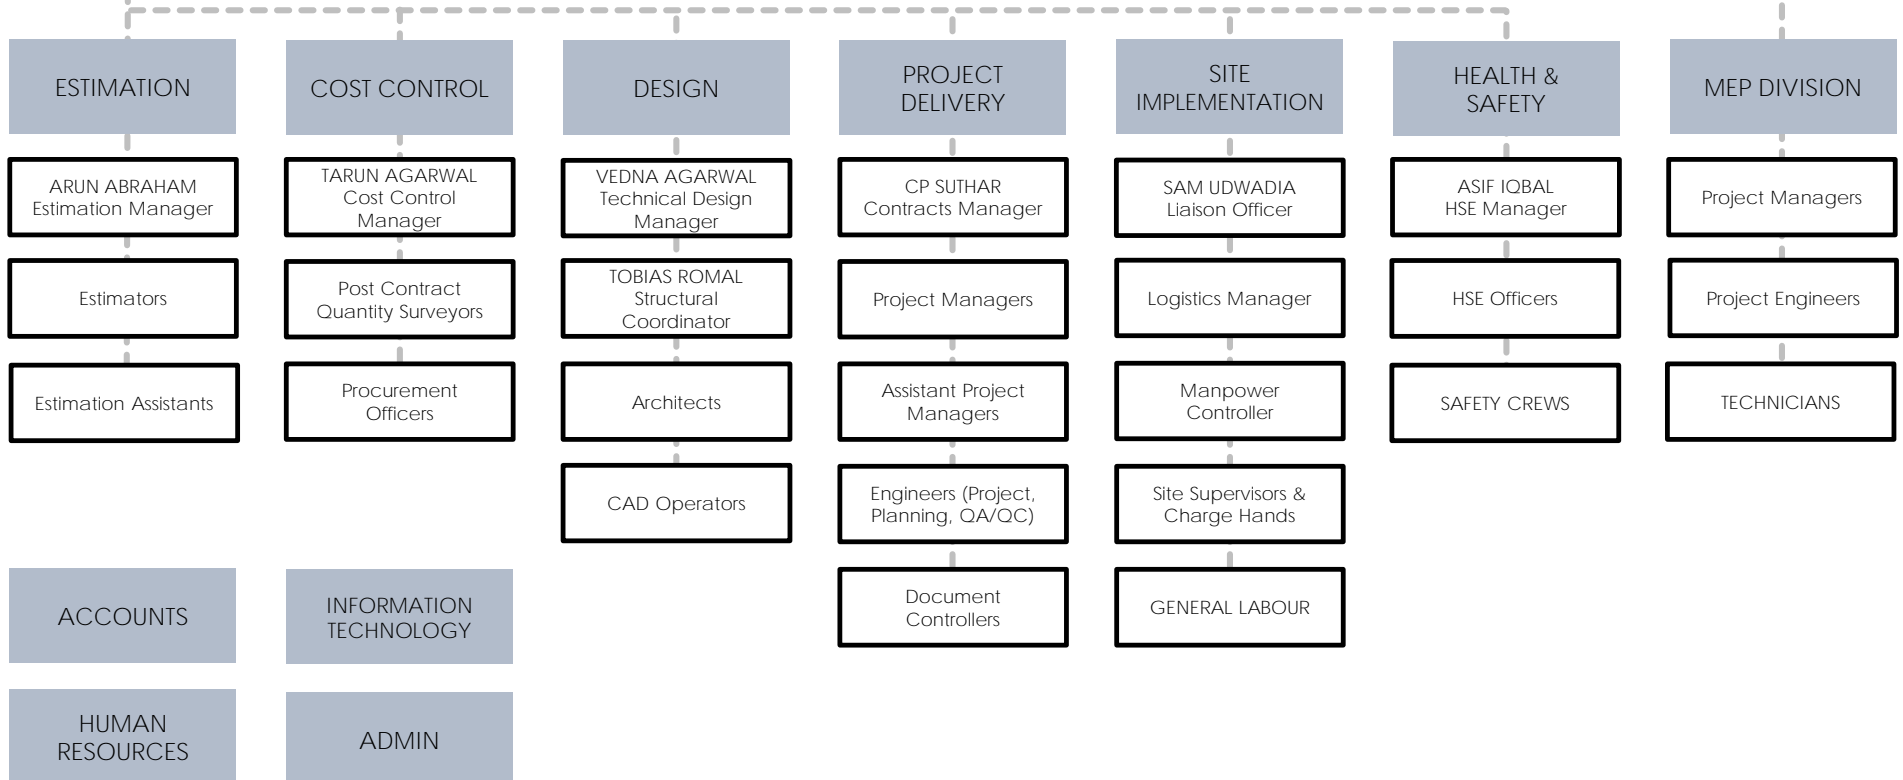 ESTIMATION
ARUN ABRAHAM
Estimation Manager
Estimators
Estimation Assistants
COST CONTROL
TARUN AGARWAL
Cost Control
Manager
Post Contract
Quantity Surveyors
Procurement
Officers
DESIGN
VEDNA AGARWAL
Technical Design
Manager
TOBIAS ROMAL
Structural
Coordinator
Architects
CAD Operators
PROJECT
DELIVERY
CP SUTHAR
Contracts Manager
Project Managers
Assistant Project
Managers
Engineers (Project,
Planning, QA/QC)
Document
Controllers
SITE
IMPLEMENTATION
SAM UDWADIA
Liaison Officer
Logistics Manager
Manpower
Controller
Site Supervisors &
Charge Hands
GENERAL LABOUR
HEALTH &
SAFETY
ASIF IQBAL
HSE Manager
HSE Officers
SAFETY CREWS
MEP DIVISION
Project Managers
Project Engineers
TECHNICIANS
ACCOUNTS
INFORMATION
TECHNOLOGY
HUMAN
RESOURCES
ADMIN